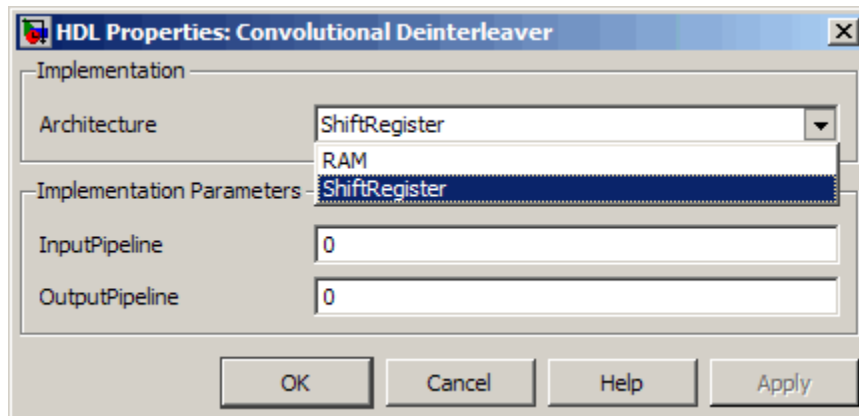 HDL Properties: Convolutional Deinterleaver
Implementation
Architecture ShiftRegister
RAM
ShiftRegister
Implementation Parameters
InputPipeline 0
OutputPipeline 0
OK Cancel Help Apply